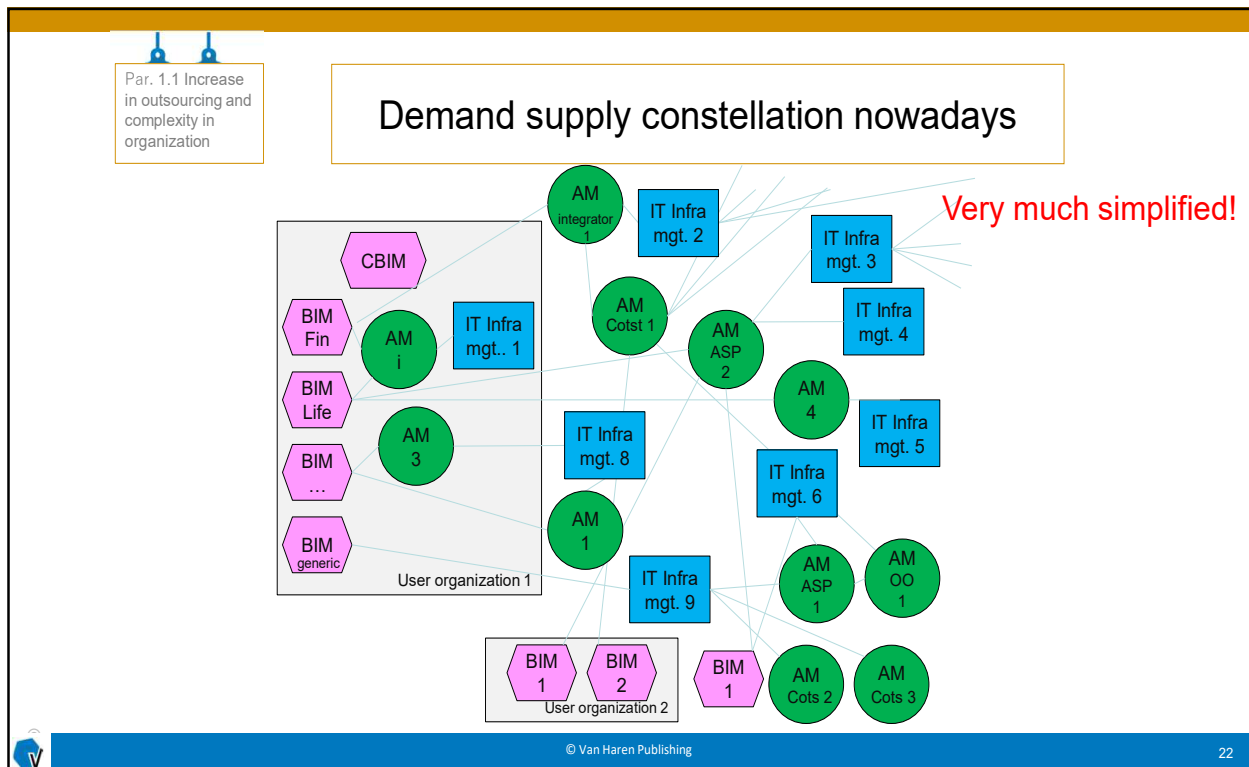 Par. 1.1 Increase
in outsourcing and
complexity in
organization
Demand supply constellation nowadays
Very much simplified!
AM
integrator
1
IT Infra
mgt. 2
IT Infra
mgt. 3
CBIM
BIM
Fin
AM
i
IT Infra
mgt.. 1
AM
Cotst 1
AM
ASP
2
IT Infra
mgt. 4
BIM
Life
AM
4
IT Infra
mgt. 5
AM
3
IT Infra
mgt. 8
BIM
…
IT Infra
mgt. 6
BIM
generic
AM
1
User organization 1
IT Infra
mgt. 9
AM
ASP
1
AM
OO
1
BIM
1
BIM
2
User organization 2
BIM
1
AM
Cots 2
AM
Cots 3
© Van Haren Publishing
22